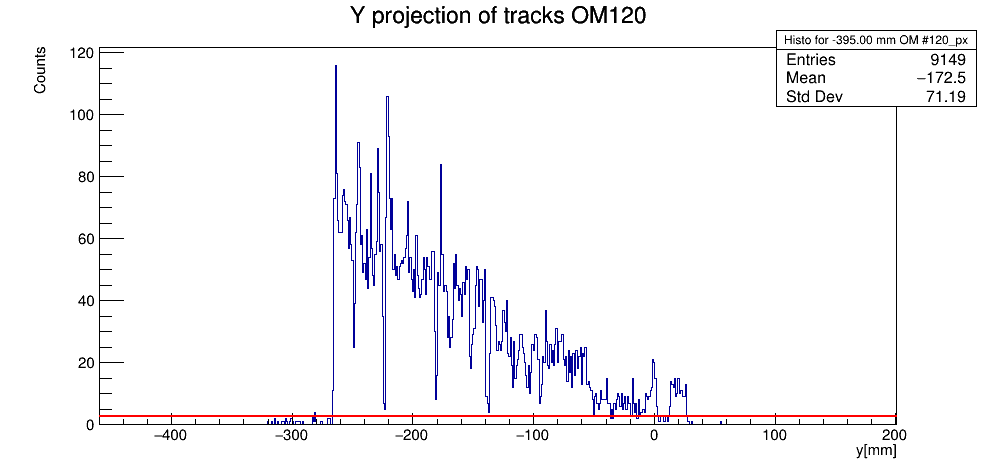 Y projection of tracks OM120
Histo for -395.00 mm OM #120_px
Entries 9149
Mean −172.5
Std Dev 71.19
Counts
120
100
80
60
40
20
0
−400 −300 −200 −100 0 100 200
y[mm]